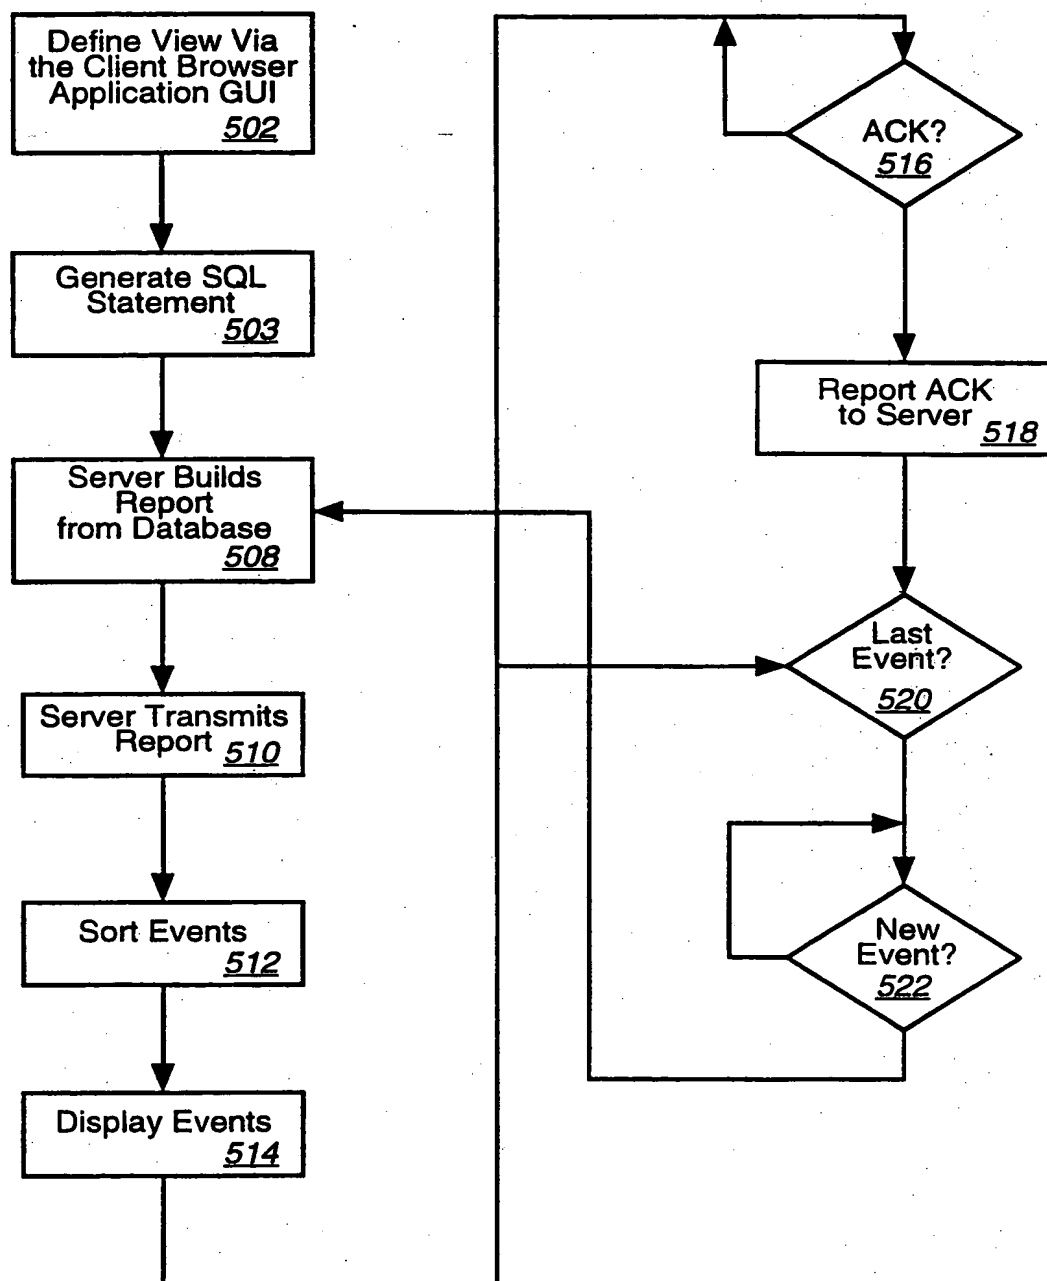 Define View Via
the Client Browser
Application GUI
502
Generate SQL
Statement
503
Server Builds
Report
from Database
508
Server Transmits
Report
510
Sort Events
512
Display Events
514
ACK?
516
Report ACK
to Server
518
Last
Event?
520
New
Event?
522